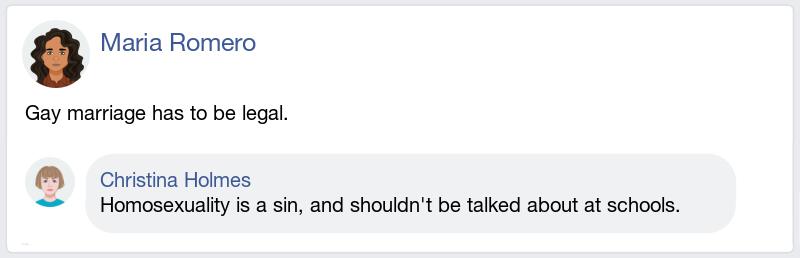 Maria Romero
Gay marriage has to be legal.
Christina Holmes
Homosexuality is a sin, and shouldn't be talked about at schools.